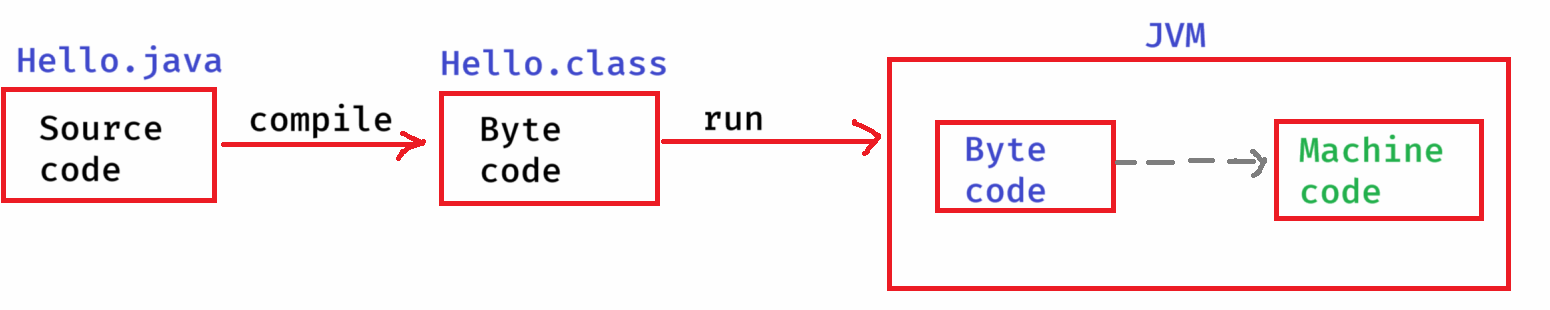 Hello.java
Source
code
compile
Hello.class
Byte
code
run
JVM
Byte
code
Machine
code